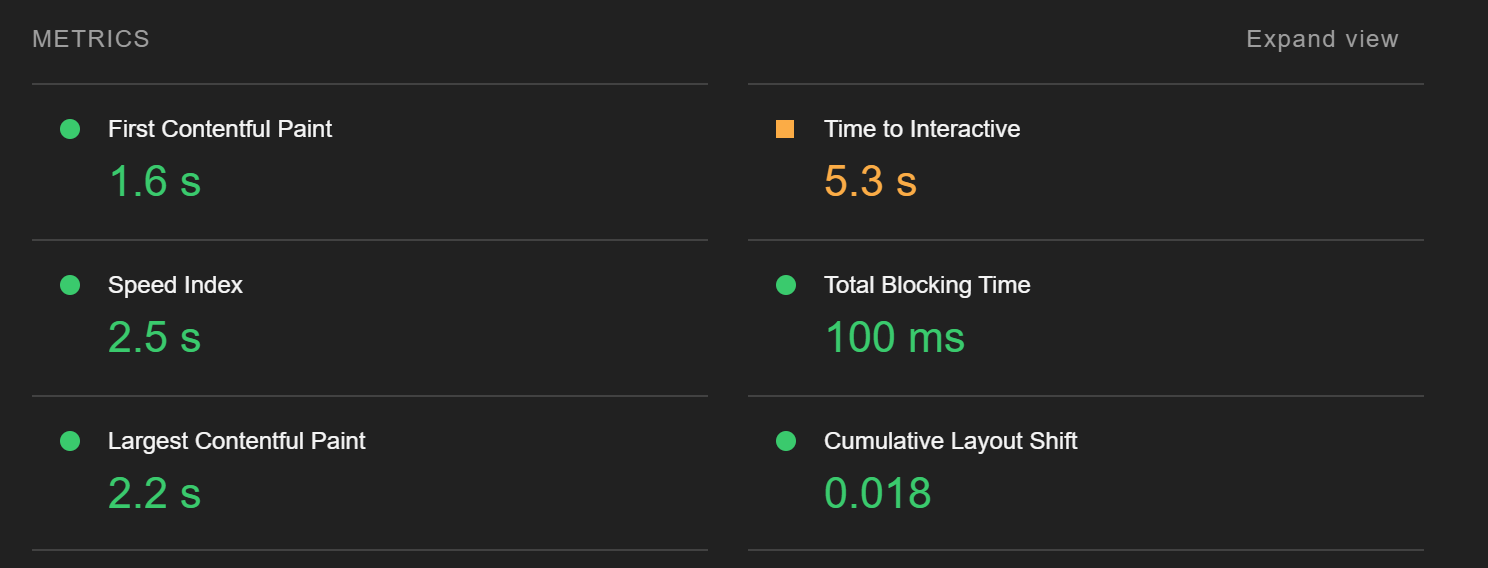 METRICS
Expand view
First Contentful Paint
1.6 s
Time to Interactive
5.3 s
Speed Index
2.5 s
Total Blocking Time
100 ms
Largest Contentful Paint
2.2 s
Cumulative Layout Shift
0.018